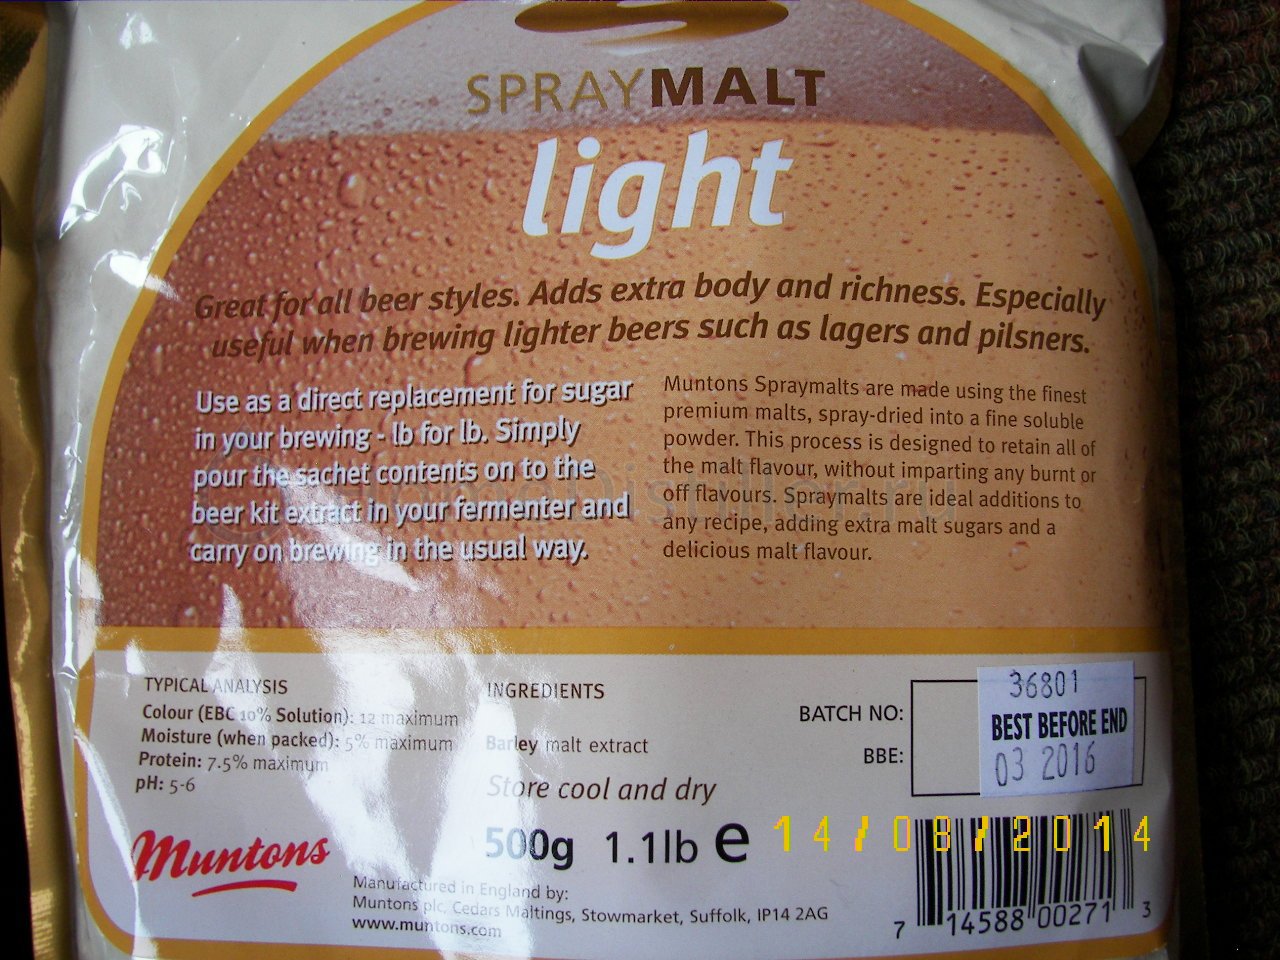 SPRAYMALT
light
Great for all beer styles. Adds extra body and richness. Especially
useful when brewing lighter beers such as lagers and pilsners.
Use as a direct replacement for sugar
in your brewing - lb for lb. Simply
pour the sachet contents on to the
beer kit extract in your fermenter and
carry on brewing in the usual way.
Muntons Spraymalts are made using the finest
premium malts, spray-dried into a fine soluble
powder. This process is designed to retain all of
the malt flavour, without imparting any burnt or
off flavours. Spraymalts are ideal additions to
any recipe, adding extra malt sugars and a
delicious malt flavour.
TYPICAL ANALYSIS
Colour (EBC 10% Solution): 12 maximum
Moisture (when packed): 5% maximum
Protein: 7.5% maximum
pH: 5-6
INGREDIENTS
Barley malt extract
Store cool and dry
BATCH NO:
BBE:
36801
BEST BEFORE END
03 2016
500g 1.1lb e
14/08/2014
Muntons
Manufactured in England by:
Muntons plc, Cedars Maltings, Stowmarket, Suffolk, IP14 2AG
www.muntons.com
7 14588 00271 3